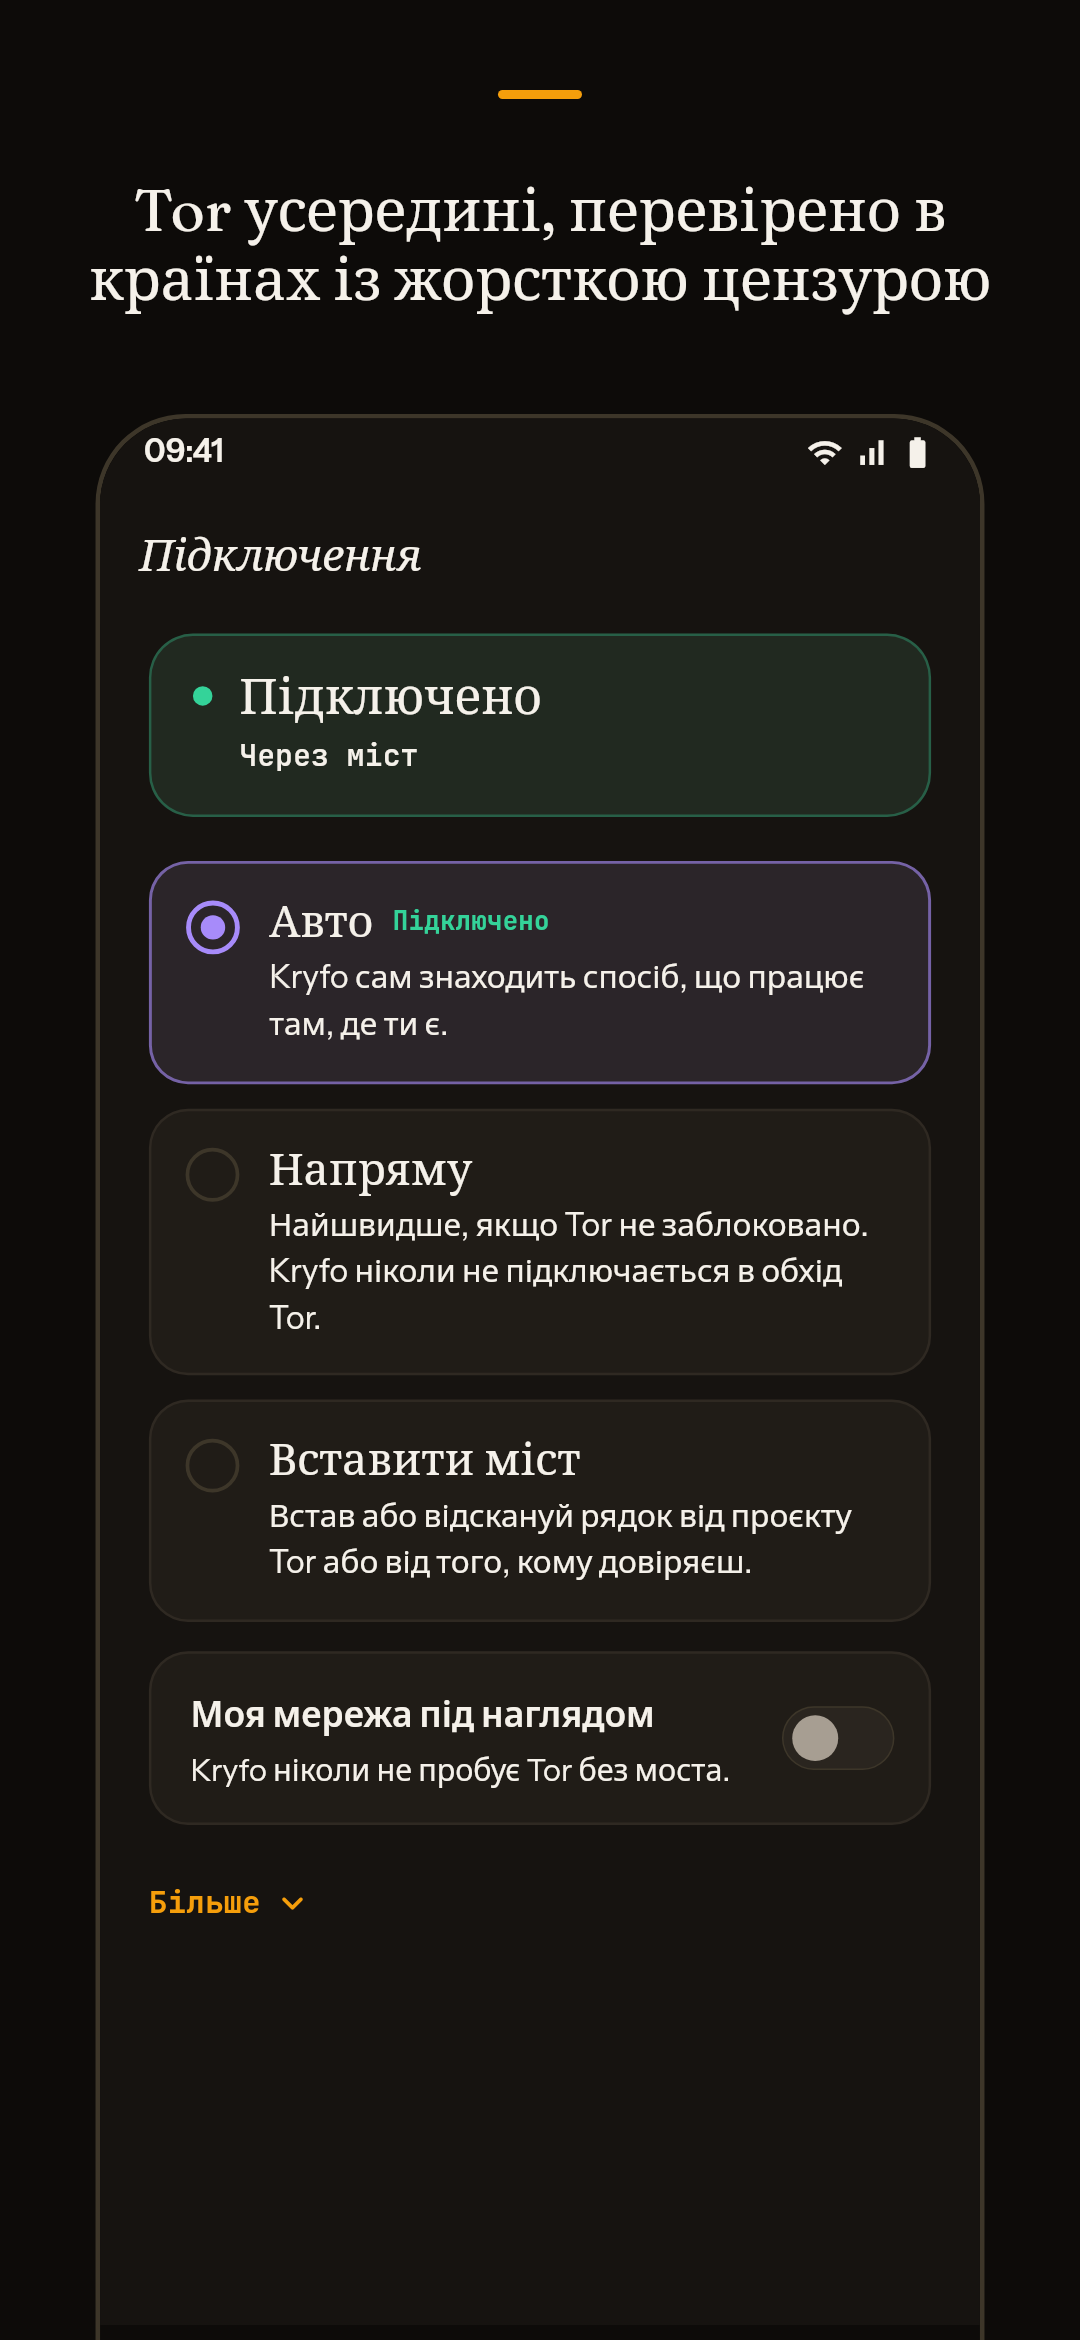 Tor усередині, перевірено в
країнах із жорсткою цензурою
09:41
Підключення
Підключено
Через міст
Авто Підключено
Kryfo сам знаходить спосіб, що працює
там, де ти є.
Напряму
Найшвидше, якщо Tor не заблоковано.
Kryfo ніколи не підключається в обхід
Tor.
Вставити міст
Встав або відскануй рядок від проєкту
Tor або від того, кому довіряєш.
Моя мережа під наглядом
Kryfo ніколи не пробує Tor без моста.
Більше